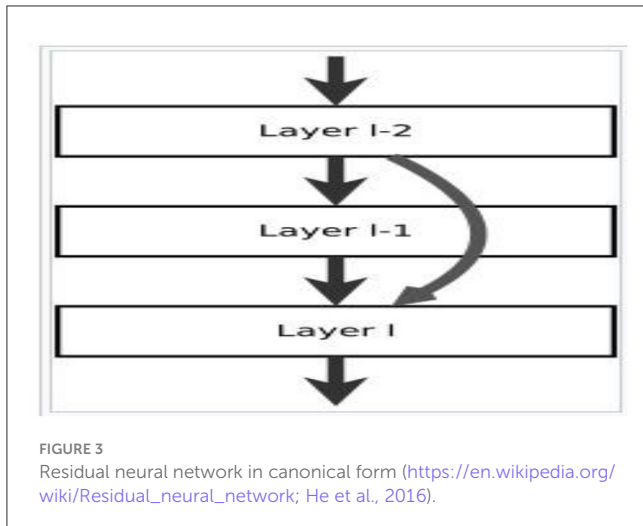 Layer l-2
Layer l-1
Layer l
FIGURE 3
Residual neural network in canonical form (https://en.wikipedia.org/
wiki/Residual_neural_network; He et al., 2016).